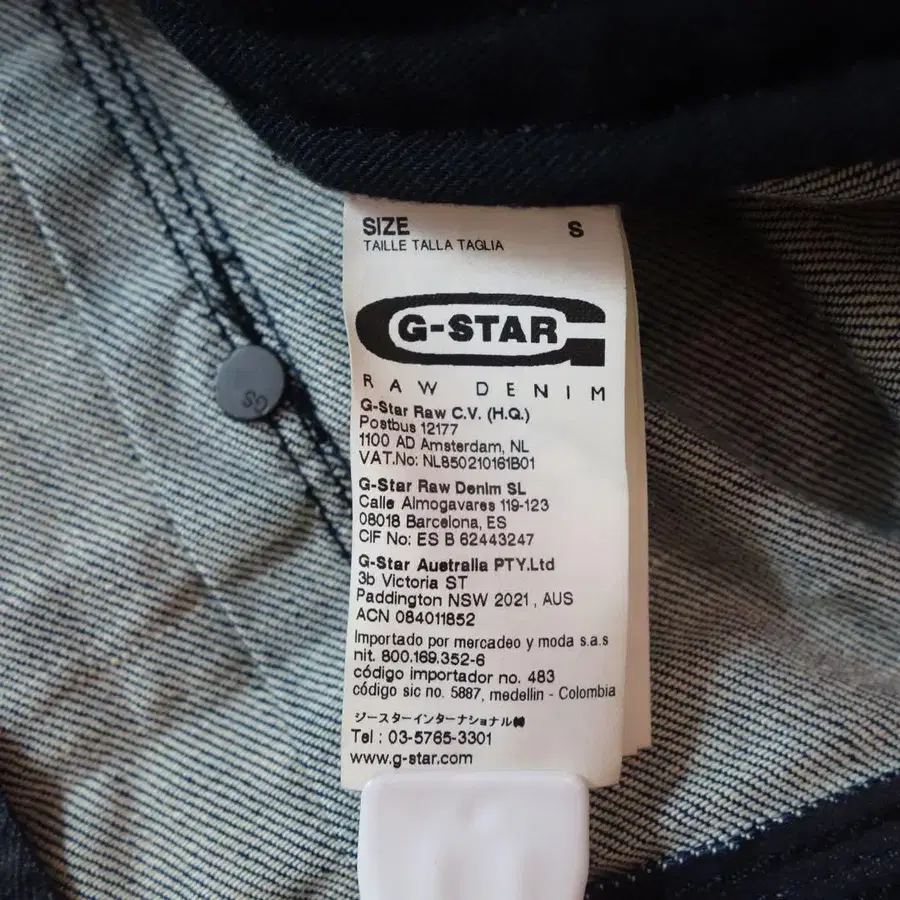 SIZE S
TAILLE TALLA TAGLIA
G-STAR
RAW DENIM
G-Star Raw C.V. (H.Q.)
Postbus 12177
1100 AD Amsterdam, NL
VAT.No: NL850210161B01
G-Star Raw Denim SL
Calle Almogavares 119-123
08018 Barcelona, ES
CIF No: ES B 62443247
G-Star Australia PTY.Ltd
3b Victoria ST
Paddington NSW 2021, AUS
ACN 084011852
Importado por mercadeo y moda s.a.s
nit. 800.169.352-6
código importador no. 483
código sic no. 5887, medellin - Colombia
ジースターインターナショナル㈱
Tel : 03-5765-3301
www.g-star.com
GS